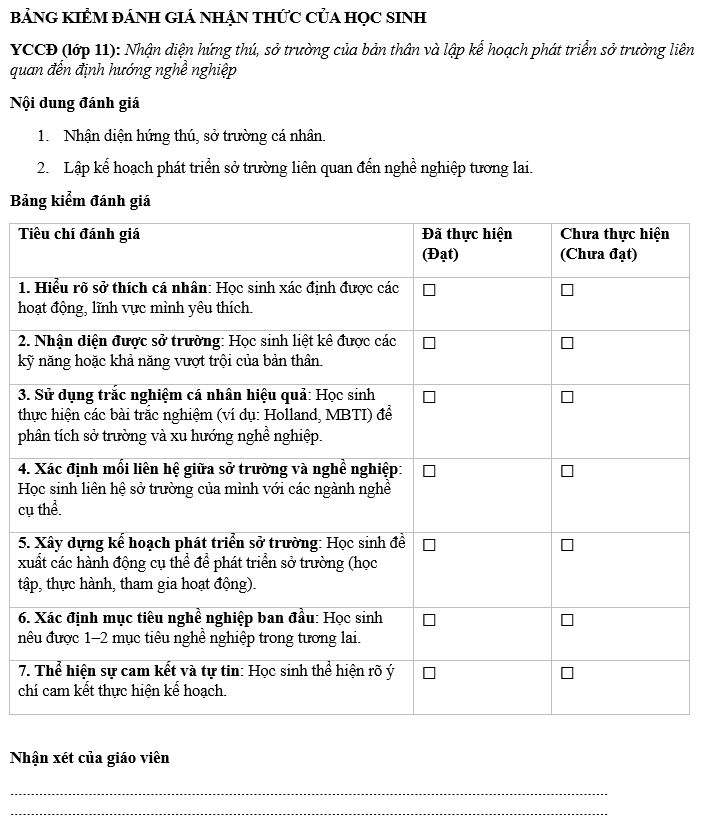 BẢNG KIỂM ĐÁNH GIÁ NHẬN THỨC CỦA HỌC SINH
YCCĐ (lớp 11): Nhận diện hứng thú, sở trường của bản thân và lập kế hoạch phát triển sở trường liên
quan đến định hướng nghề nghiệp
Nội dung đánh giá
1. Nhận diện hứng thú, sở trường cá nhân.
2. Lập kế hoạch phát triển sở trường liên quan đến nghề nghiệp tương lai.
Bảng kiểm đánh giá
Tiêu chí đánh giá Đã thực hiện Chưa thực hiện
(Đạt) (Chưa đạt)
1. Hiểu rõ sở thích cá nhân: Học sinh xác định được các ☐ ☐
hoạt động, lĩnh vực mình yêu thích.
2. Nhận diện được sở trường: Học sinh liệt kê được các ☐ ☐
kỹ năng hoặc khả năng vượt trội của bản thân.
3. Sử dụng trắc nghiệm cá nhân hiệu quả: Học sinh ☐ ☐
thực hiện các bài trắc nghiệm (ví dụ: Holland, MBTI) để
phân tích sở trường và xu hướng nghề nghiệp.
4. Xác định mối liên hệ giữa sở trường và nghề nghiệp: ☐ ☐
Học sinh liên hệ sở trường của mình với các ngành nghề
cụ thể.
5. Xây dựng kế hoạch phát triển sở trường: Học sinh đề ☐ ☐
xuất các hành động cụ thể để phát triển sở trường (học
tập, thực hành, tham gia hoạt động).
6. Xác định mục tiêu nghề nghiệp ban đầu: Học sinh ☐ ☐
nêu được 1–2 mục tiêu nghề nghiệp trong tương lai.
7. Thể hiện sự cam kết và tự tin: Học sinh thể hiện rõ ý ☐ ☐
chí cam kết thực hiện kế hoạch.
Nhận xét của giáo viên